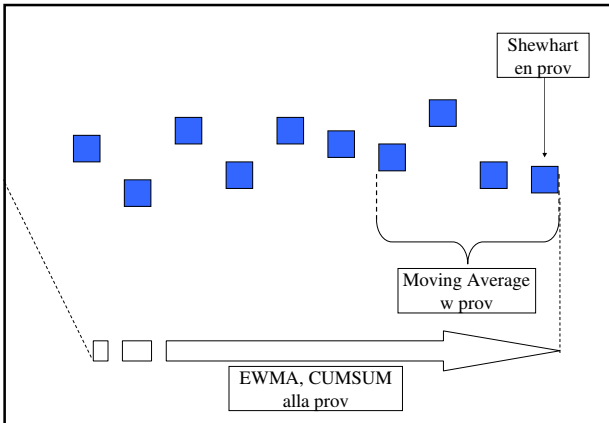 Shewhart
en prov
Moving Average
w prov
EWMA, CUMSUM
alla prov